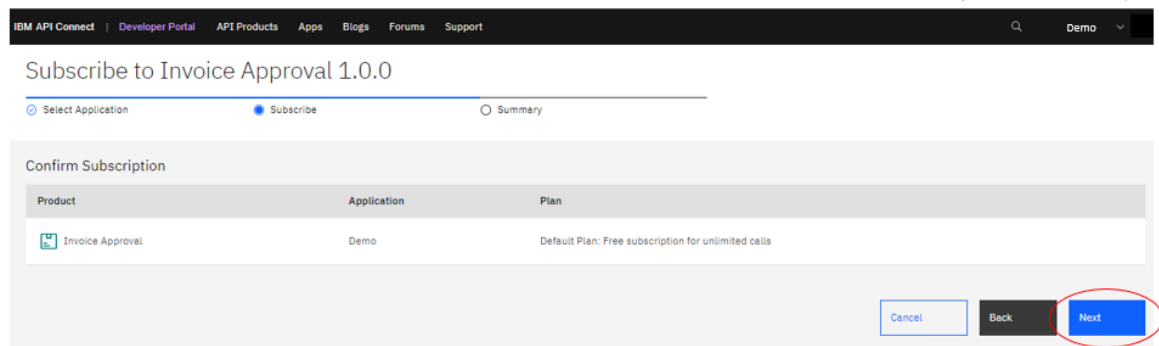 IBM API Connect | Developer Portal API Products Apps Blogs Forums Support Demo
Subscribe to Invoice Approval 1.0.0
Select Application Subscribe Summary
Confirm Subscription
Product Application Plan
Invoice Approval Demo Default Plan: Free subscription for unlimited calls
Cancel Back Next